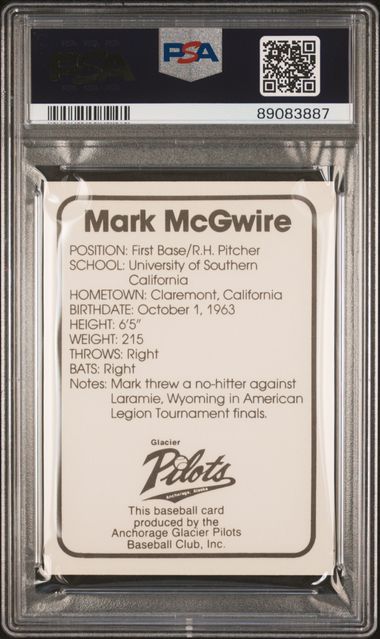 PSA
PSA
89083887
Mark McGwire
POSITION: First Base/R.H. Pitcher
SCHOOL: University of Southern
California
HOMETOWN: Claremont, California
BIRTHDATE: October 1, 1963
HEIGHT: 6'5"
WEIGHT: 215
THROWS: Right
BATS: Right
Notes: Mark threw a no-hitter against
Laramie, Wyoming in American
Legion Tournament finals.
Glacier
Pilots
Anchorage, Alaska
This baseball card
produced by the
Anchorage Glacier Pilots
Baseball Club, Inc.